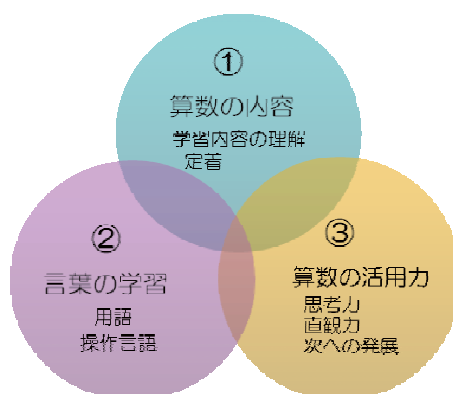 ①
算数の内容
学習内容の理解
定着
②
言葉の学習
用語
操作言語
③
算数の活用力
思考力
直観力
次への発展